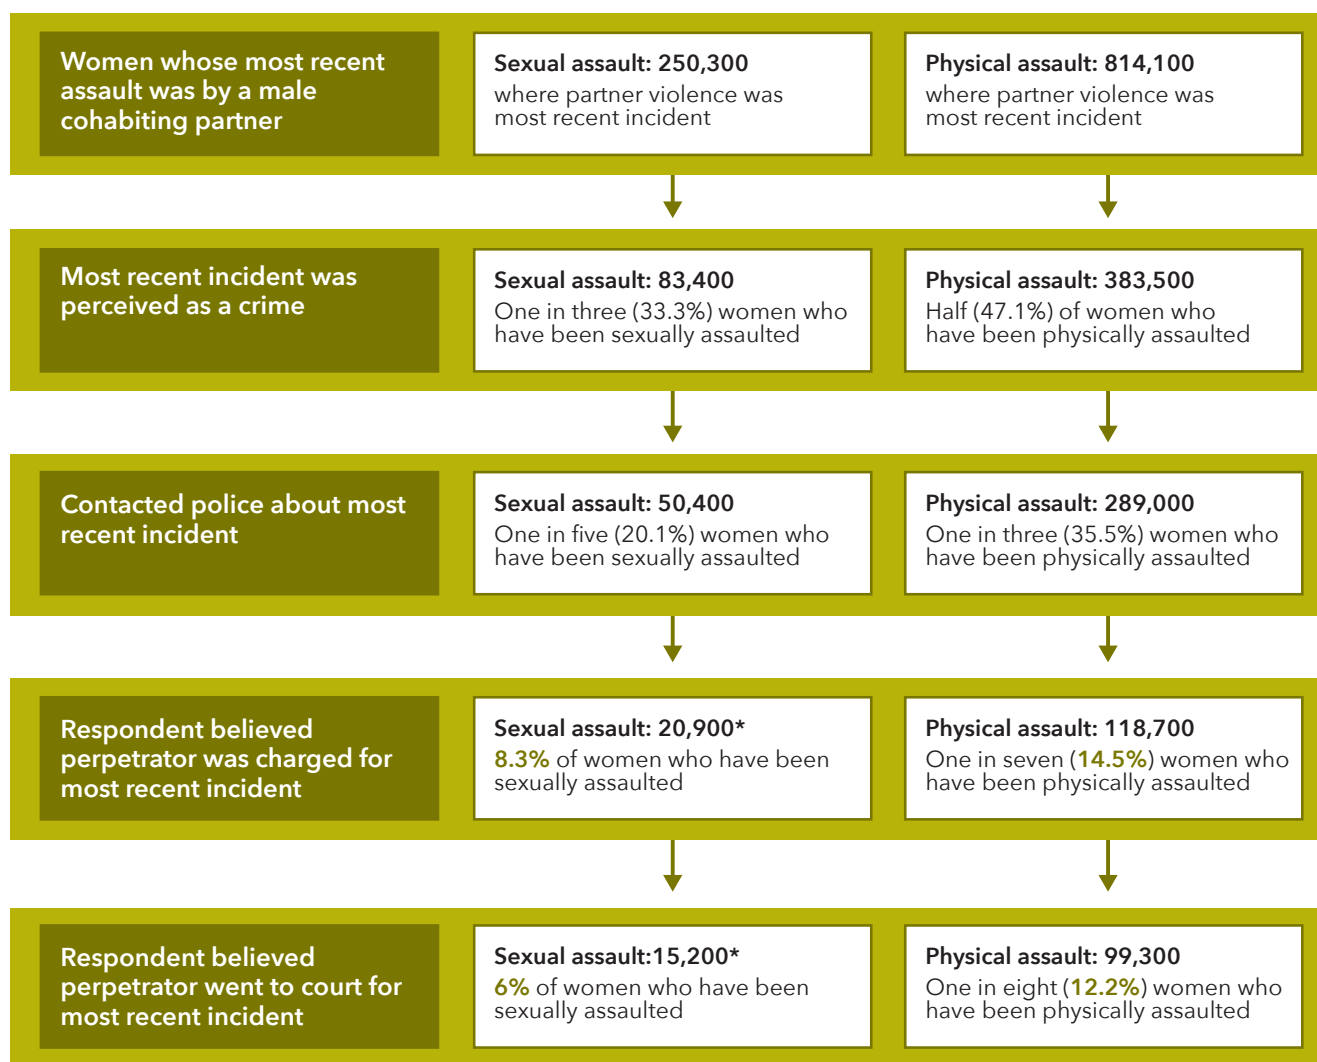 Women whose most recent
assault was by a male
cohabiting partner
Sexual assault: 250,300
where partner violence was
most recent incident
Physical assault: 814,100
where partner violence was
most recent incident
Most recent incident was
perceived as a crime
Sexual assault: 83,400
One in three (33.3%) women who
have been sexually assaulted
Physical assault: 383,500
Half (47.1%) of women who
have been physically assaulted
Contacted police about most
recent incident
Sexual assault: 50,400
One in five (20.1%) women who
have been sexually assaulted
Physical assault: 289,000
One in three (35.5%) women who
have been physically assaulted
Respondent believed
perpetrator was charged for
most recent incident
Sexual assault: 20,900*
8.3% of women who have been
sexually assaulted
Physical assault: 118,700
One in seven (14.5%) women who
have been physically assaulted
Respondent believed
perpetrator went to court for
most recent incident
Sexual assault:15,200*
6% of women who have been
sexually assaulted
Physical assault: 99,300
One in eight (12.2%) women who
have been physically assaulted